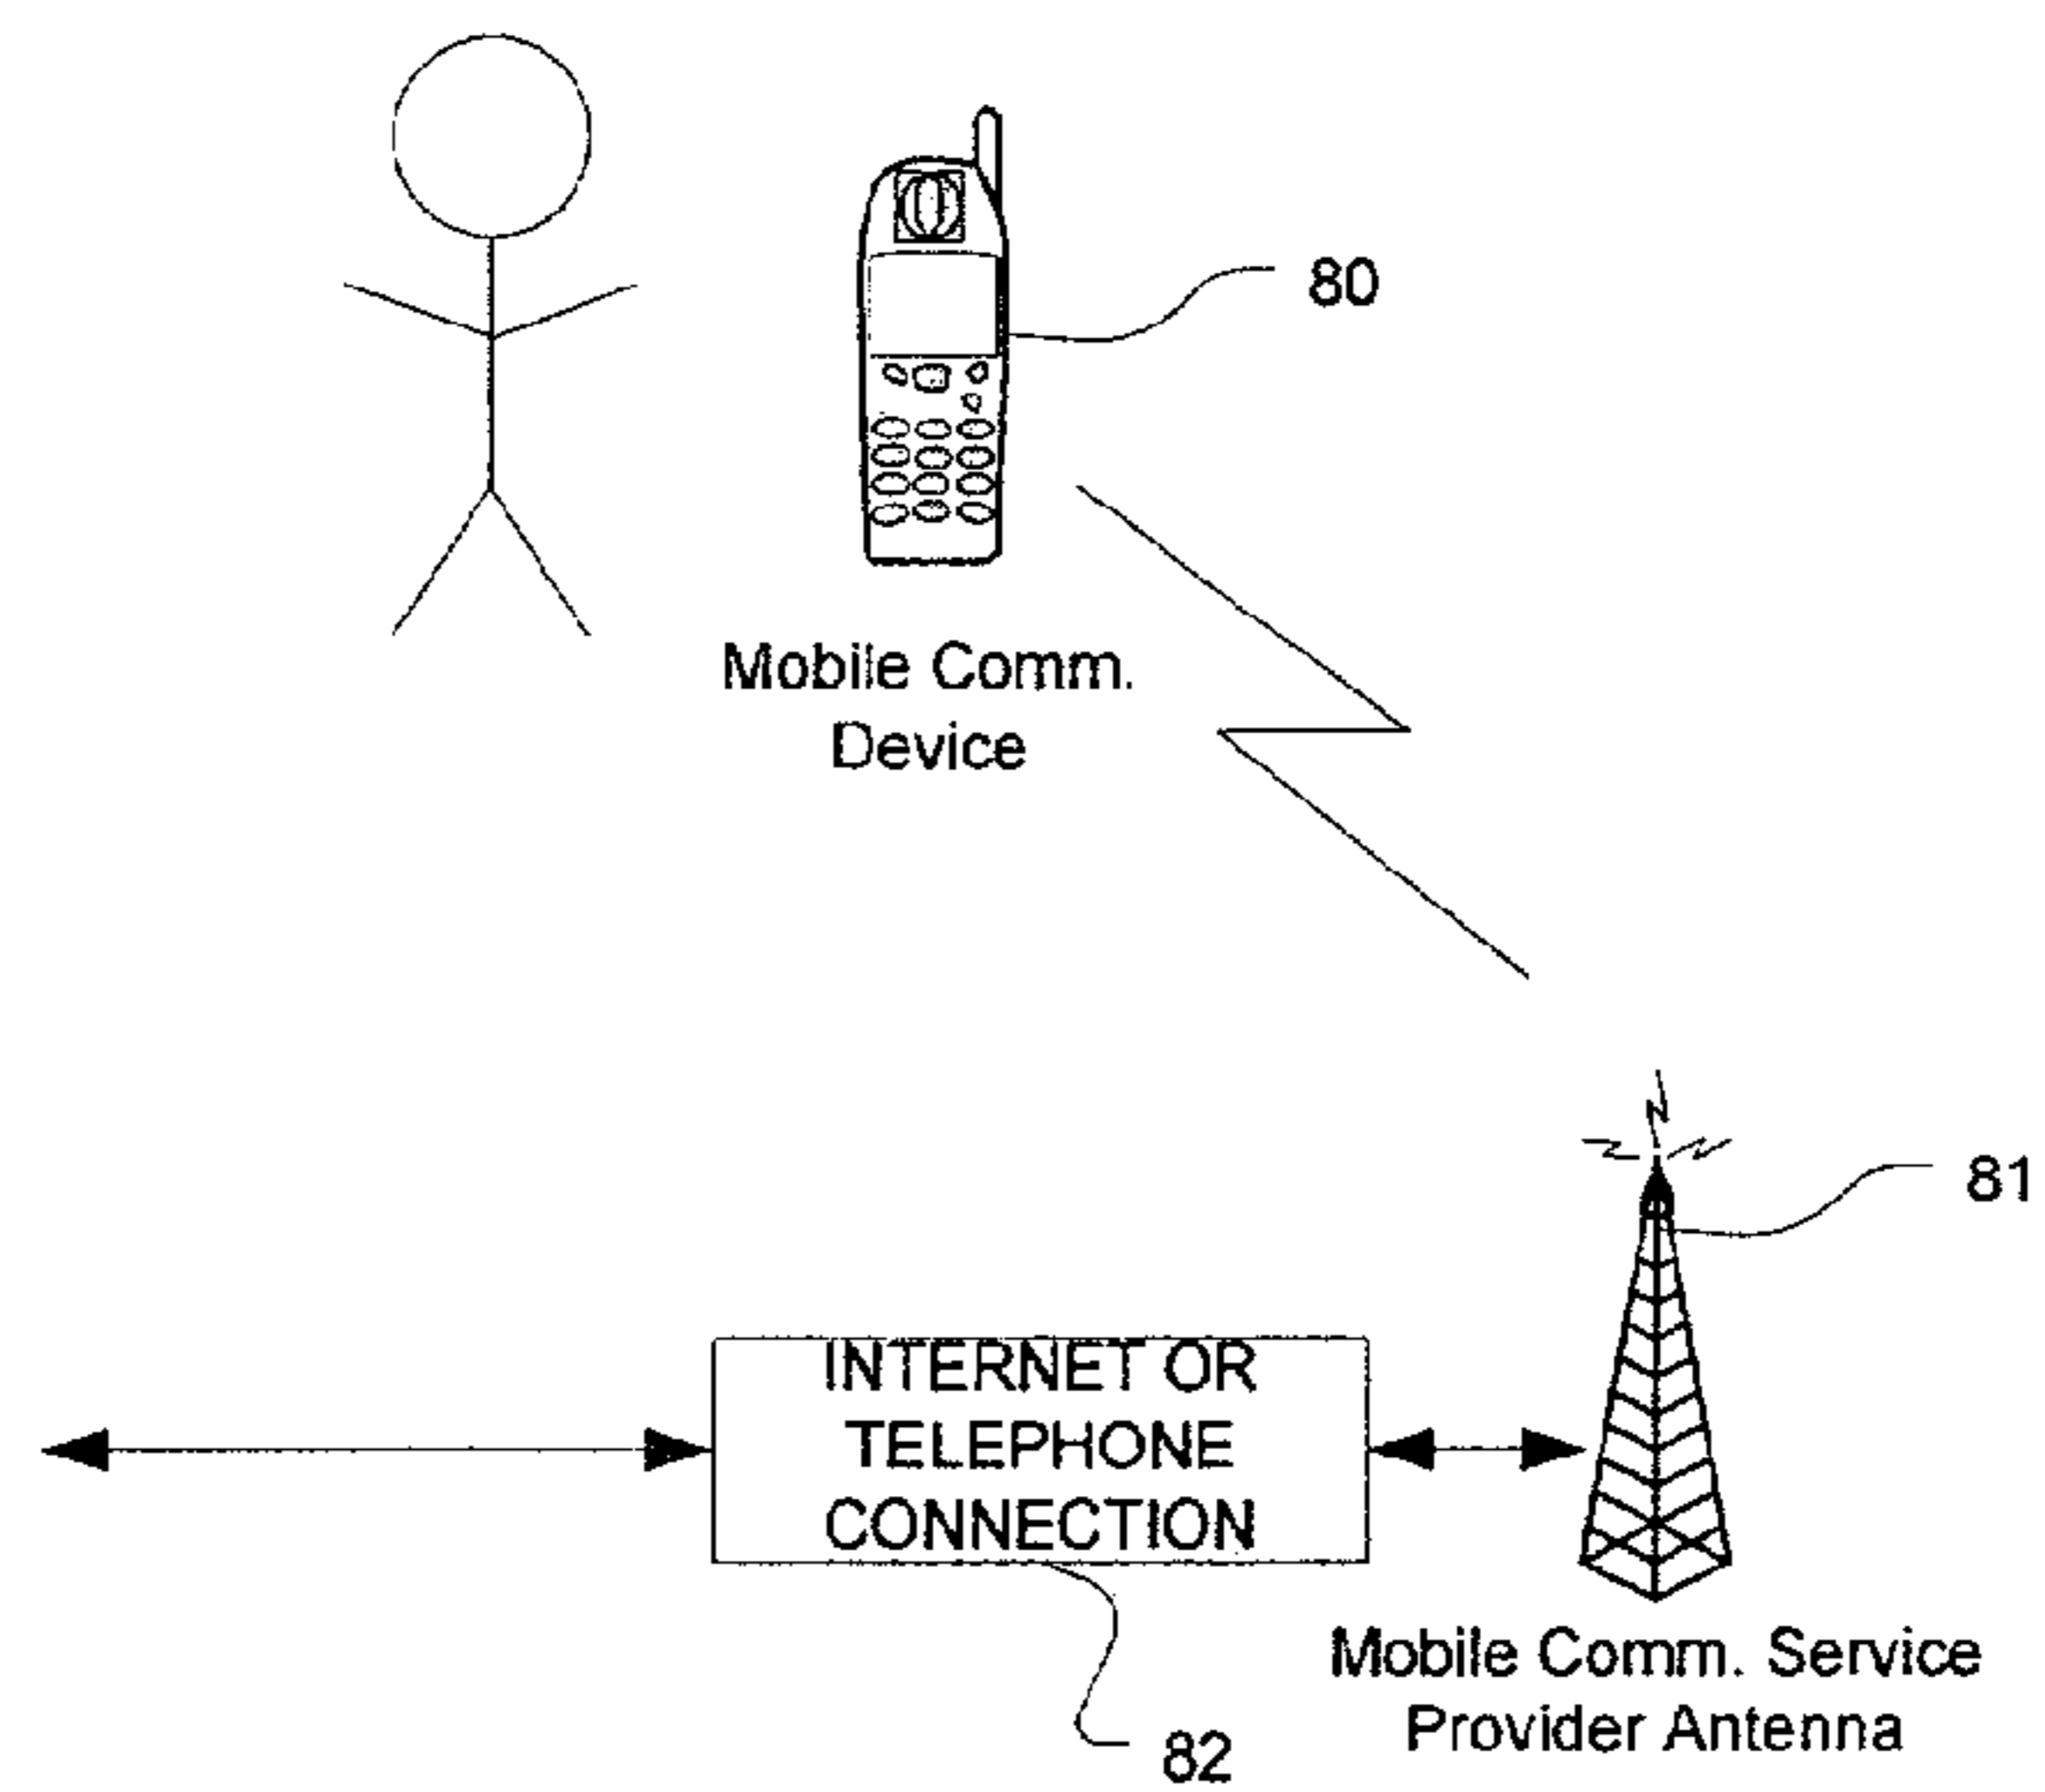 80
Mobile Comm.
Device
81
INTERNET OR
TELEPHONE
CONNECTION
Mobile Comm. Service
Provider Antenna
82